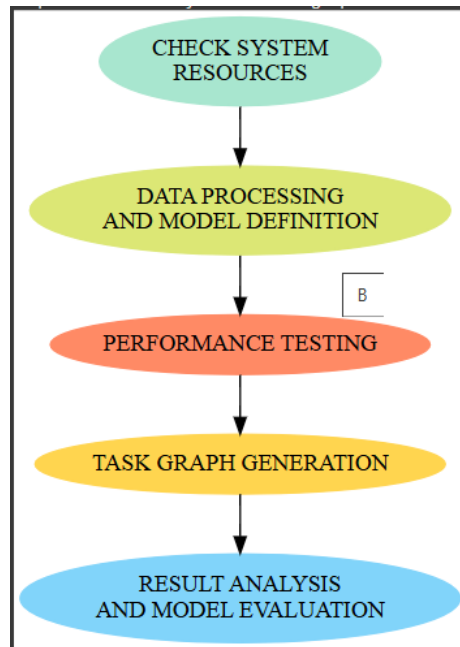 CHECK SYSTEM
RESOURCES
DATA PROCESSING
AND MODEL DEFINITION
B
PERFORMANCE TESTING
TASK GRAPH GENERATION
RESULT ANALYSIS
AND MODEL EVALUATION